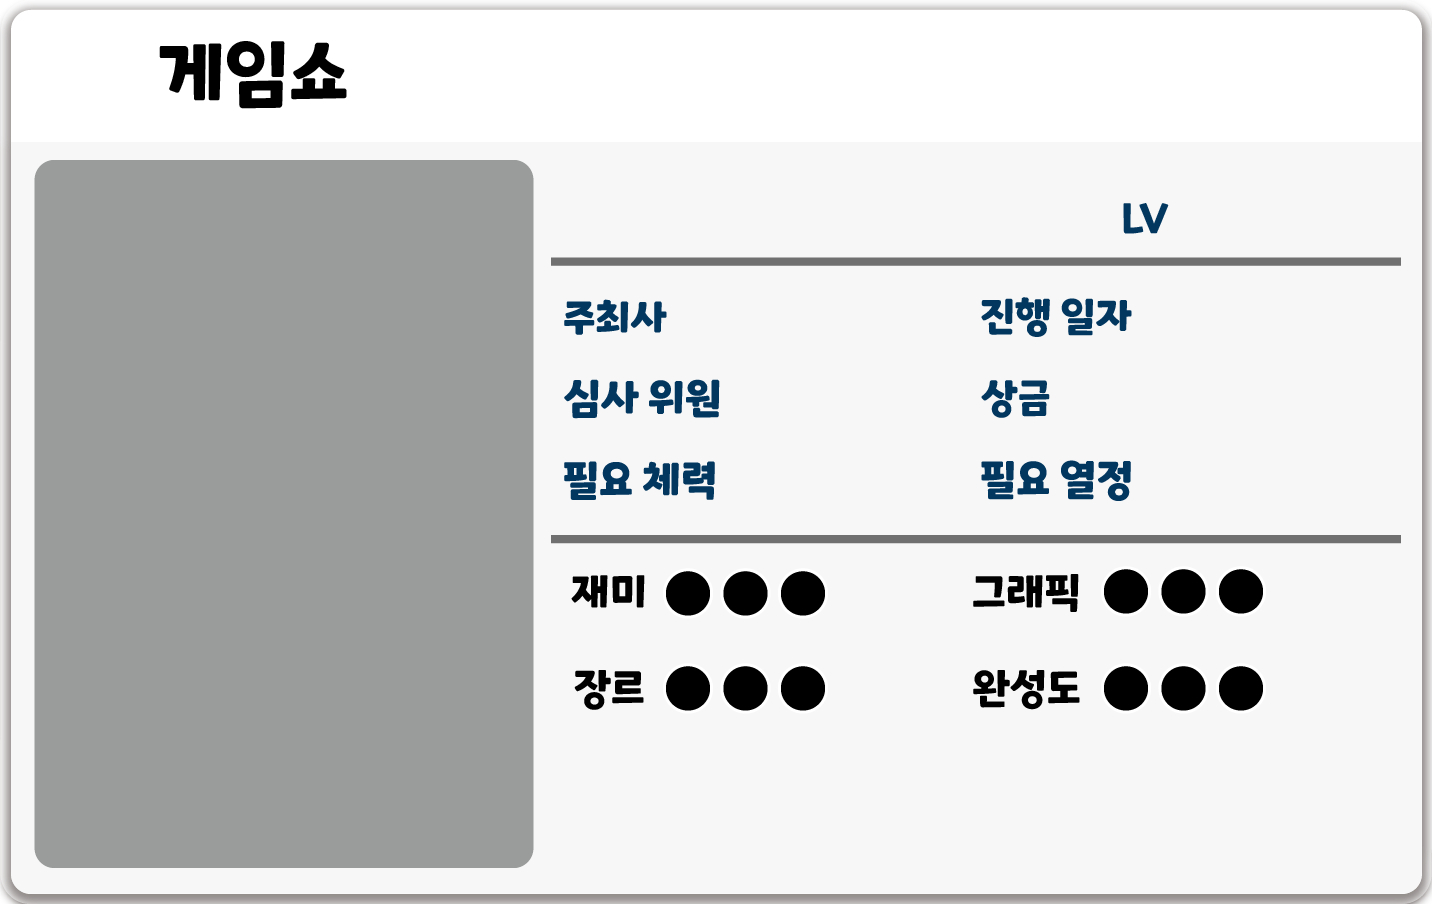 게임쇼
LV
주최사 진행 일자
심사 위원 상금
필요 체력 필요 열정
재미 그래픽
장르 완성도